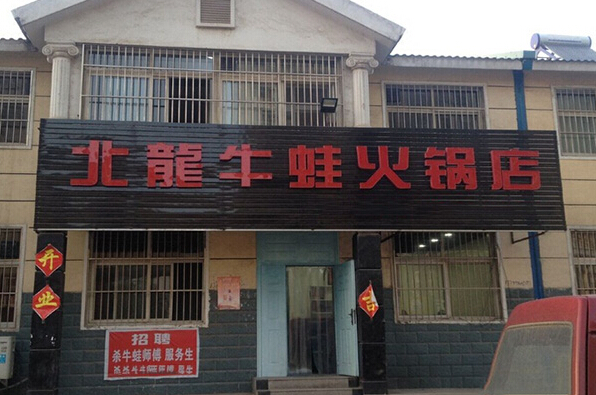 北龍牛蛙火锅店
开
业
吉
招聘
杀牛蛙师傅 服务生